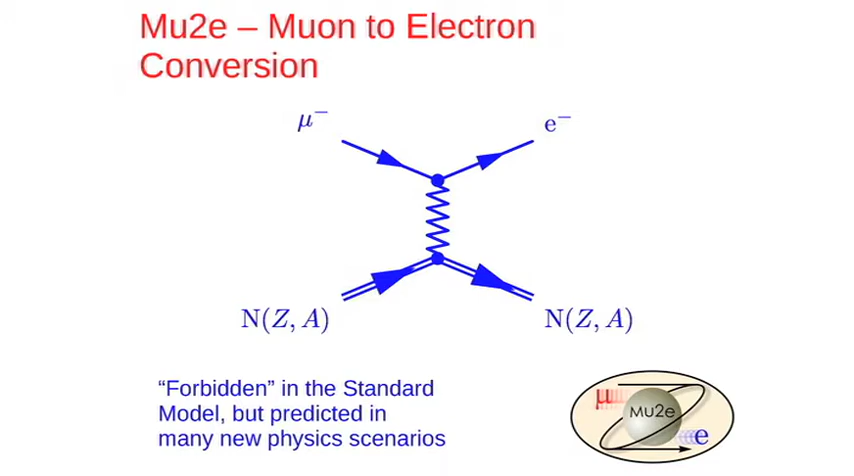 Mu2e – Muon to Electron
Conversion
μ⁻
e⁻
N(Z, A)
N(Z, A)
“Forbidden” in the Standard
Model, but predicted in
many new physics scenarios
μ
Mu2e
e